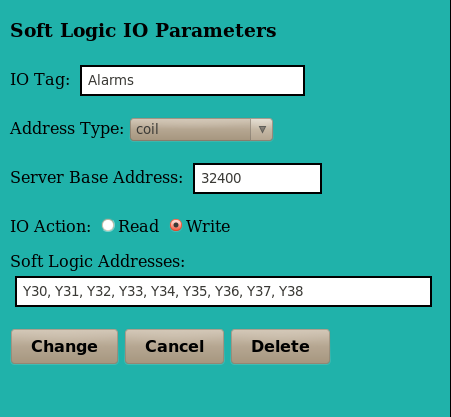 Soft Logic IO Parameters
IO Tag: Alarms
Address Type: coil
Server Base Address: 32400
IO Action: Read Write
Soft Logic Addresses:
Y30, Y31, Y32, Y33, Y34, Y35, Y36, Y37, Y38
Change Cancel Delete